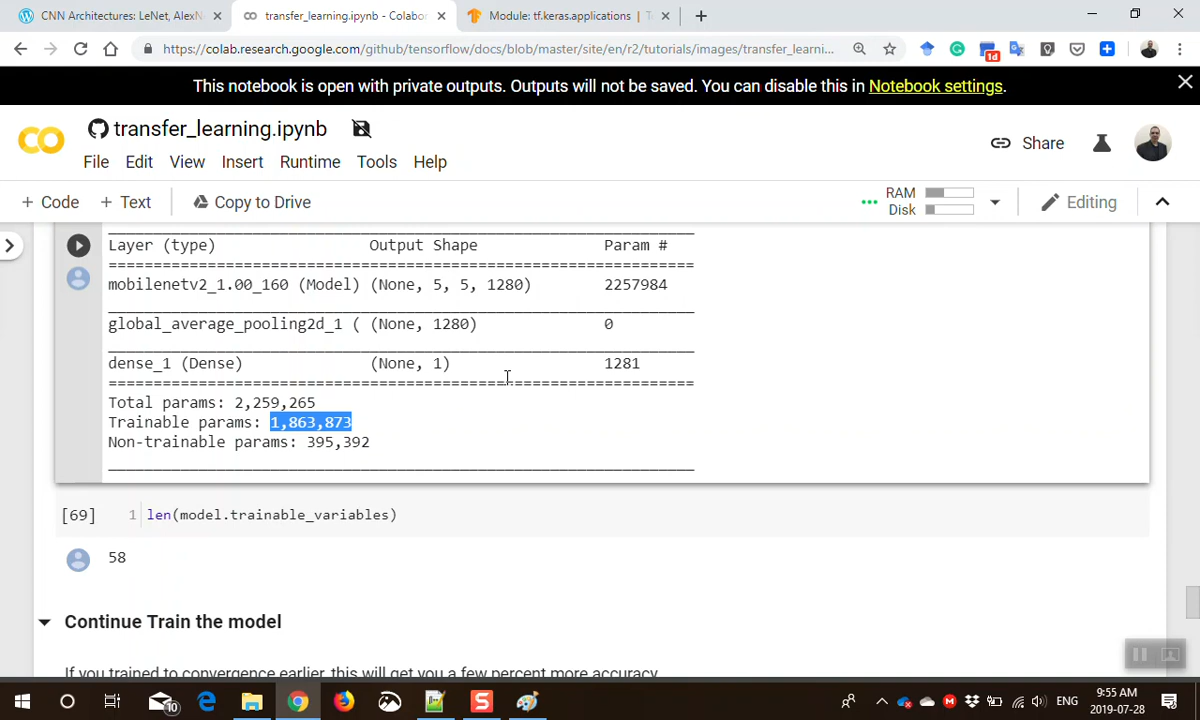 CNN Architectures: LeNet, AlexN
transfer_learning.ipynb - Colabor
Module: tf.keras.applications | T
https://colab.research.google.com/github/tensorflow/docs/blob/master/site/en/r2/tutorials/images/transfer_learni...
1d
This notebook is open with private outputs. Outputs will not be saved. You can disable this in Notebook settings.
transfer_learning.ipynb
Share
File Edit View Insert Runtime Tools Help
+ Code + Text Copy to Drive
RAM
Disk
Editing
Layer (type) Output Shape Param #
mobilenetv2_1.00_160 (Model) (None, 5, 5, 1280) 2257984
global_average_pooling2d_1 ( (None, 1280) 0
dense_1 (Dense) (None, 1) 1281
Total params: 2,259,265
Trainable params: 1,863,873
Non-trainable params: 395,392
[69] 1 len(model.trainable_variables)
58
Continue Train the model
If you trained to convergence earlier, this will get you a few percent more accuracy.
10
ENG
9:55 AM
2019-07-28